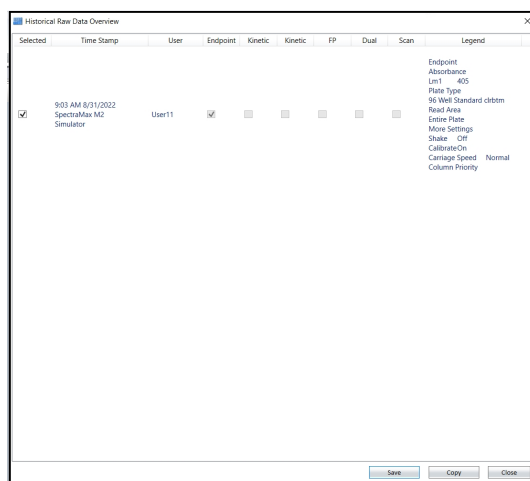 Historical Raw Data Overview
Selected Time Stamp User Endpoint Kinetic Kinetic FP Dual Scan Legend
9:03 AM 8/31/2022
SpectraMax M2
Simulator
User11
Endpoint
Absorbance
Lm1 405
Plate Type
96 Well Standard clrbtm
Read Area
Entire Plate
More Settings
Shake Off
CalibrateOn
Carriage Speed Normal
Column Priority
Save Copy Close